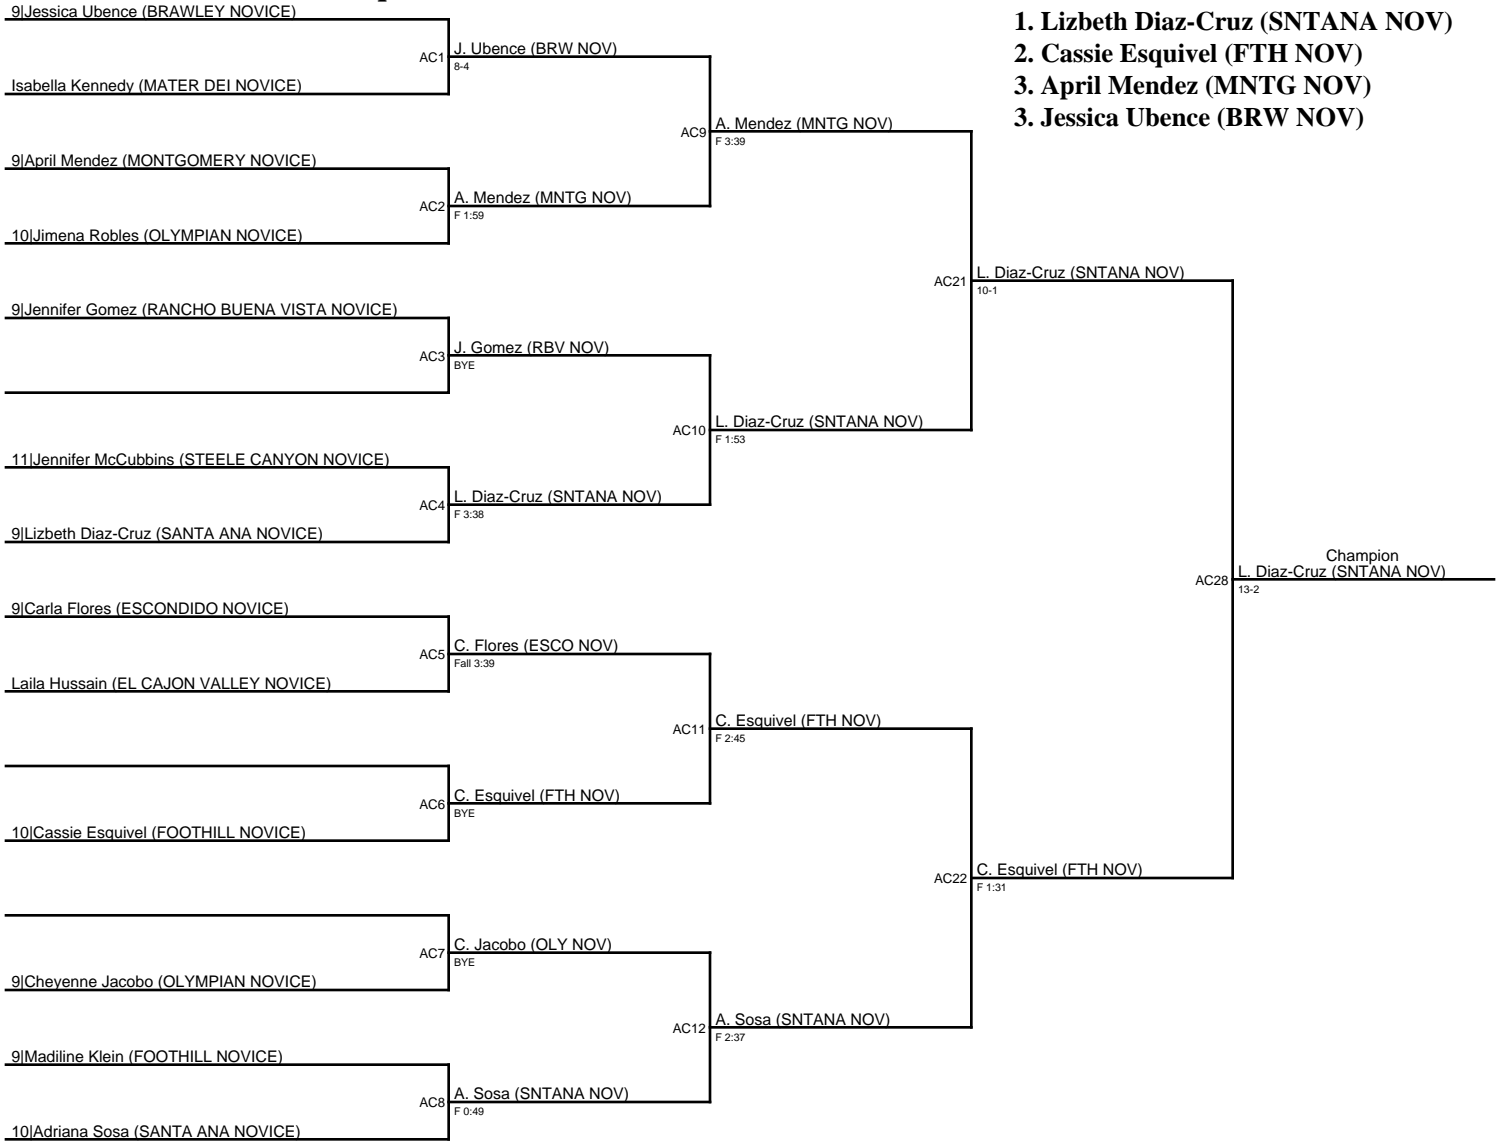 9|Jessica Ubence (BRAWLEY NOVICE)
AC1
J. Ubence (BRW NOV)
8-4
Isabella Kennedy (MATER DEI NOVICE)
AC9
A. Mendez (MNTG NOV)
F 3:39
9|April Mendez (MONTGOMERY NOVICE)
AC2
A. Mendez (MNTG NOV)
F 1:59
10|Jimena Robles (OLYMPIAN NOVICE)
AC21
L. Diaz-Cruz (SNTANA NOV)
10-1
9|Jennifer Gomez (RANCHO BUENA VISTA NOVICE)
AC3
J. Gomez (RBV NOV)
BYE
AC10
L. Diaz-Cruz (SNTANA NOV)
F 1:53
11|Jennifer McCubbins (STEELE CANYON NOVICE)
AC4
L. Diaz-Cruz (SNTANA NOV)
F 3:38
9|Lizbeth Diaz-Cruz (SANTA ANA NOVICE)
Champion
AC28
L. Diaz-Cruz (SNTANA NOV)
13-2
9|Carla Flores (ESCONDIDO NOVICE)
AC5
C. Flores (ESCO NOV)
Fall 3:39
Laila Hussain (EL CAJON VALLEY NOVICE)
AC11
C. Esquivel (FTH NOV)
F 2:45
AC6
C. Esquivel (FTH NOV)
BYE
10|Cassie Esquivel (FOOTHILL NOVICE)
AC22
C. Esquivel (FTH NOV)
F 1:31
AC7
C. Jacobo (OLY NOV)
BYE
9|Cheyenne Jacobo (OLYMPIAN NOVICE)
AC12
A. Sosa (SNTANA NOV)
F 2:37
9|Madiline Klein (FOOTHILL NOVICE)
AC8
A. Sosa (SNTANA NOV)
F 0:49
10|Adriana Sosa (SANTA ANA NOVICE)
1. Lizbeth Diaz-Cruz (SNTANA NOV)
2. Cassie Esquivel (FTH NOV)
3. April Mendez (MNTG NOV)
3. Jessica Ubence (BRW NOV)